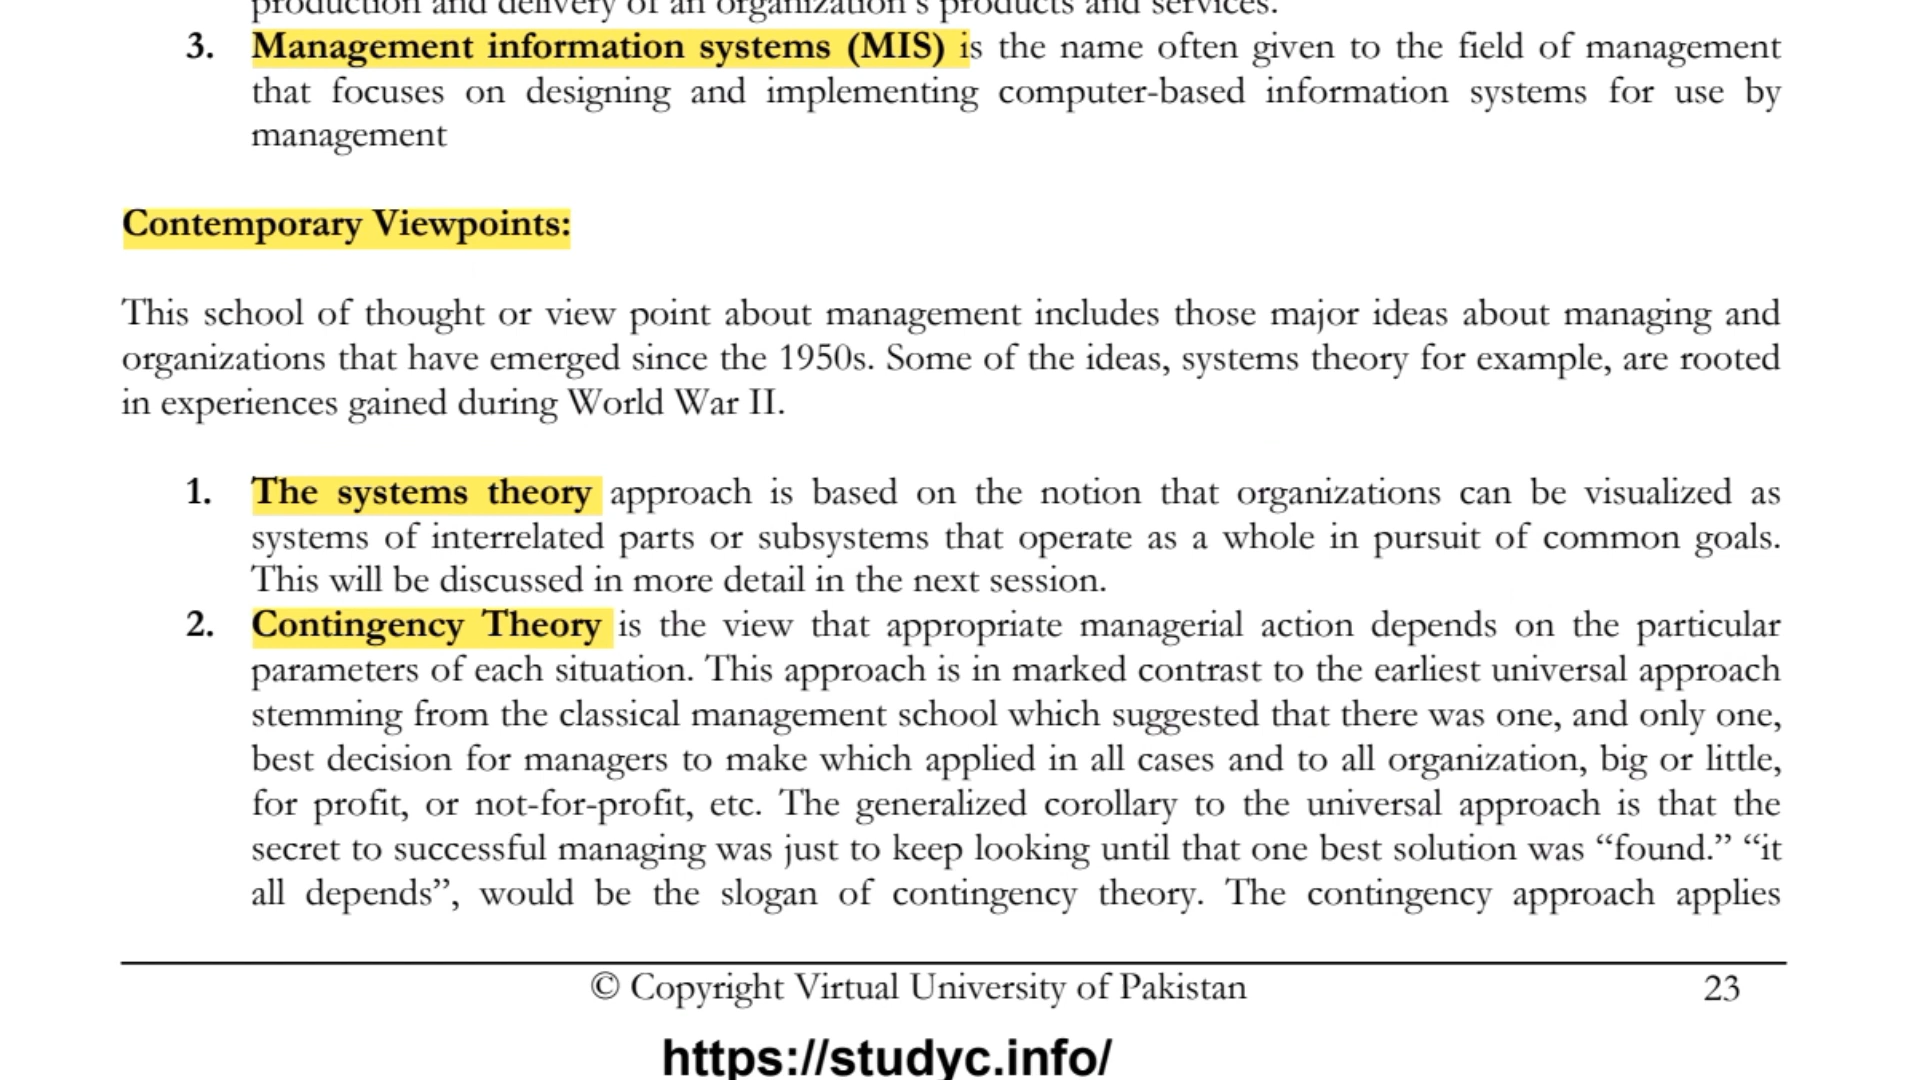 production and delivery of an organization's products and services.
3. Management information systems (MIS) is the name often given to the field of management
that focuses on designing and implementing computer-based information systems for use by
management
Contemporary Viewpoints:
This school of thought or view point about management includes those major ideas about managing and
organizations that have emerged since the 1950s. Some of the ideas, systems theory for example, are rooted
in experiences gained during World War II.
1. The systems theory approach is based on the notion that organizations can be visualized as
systems of interrelated parts or subsystems that operate as a whole in pursuit of common goals.
This will be discussed in more detail in the next session.
2. Contingency Theory is the view that appropriate managerial action depends on the particular
parameters of each situation. This approach is in marked contrast to the earliest universal approach
stemming from the classical management school which suggested that there was one, and only one,
best decision for managers to make which applied in all cases and to all organization, big or little,
for profit, or not-for-profit, etc. The generalized corollary to the universal approach is that the
secret to successful managing was just to keep looking until that one best solution was “found.” “it
all depends”, would be the slogan of contingency theory. The contingency approach applies
© Copyright Virtual University of Pakistan 23
https://studyc.info/